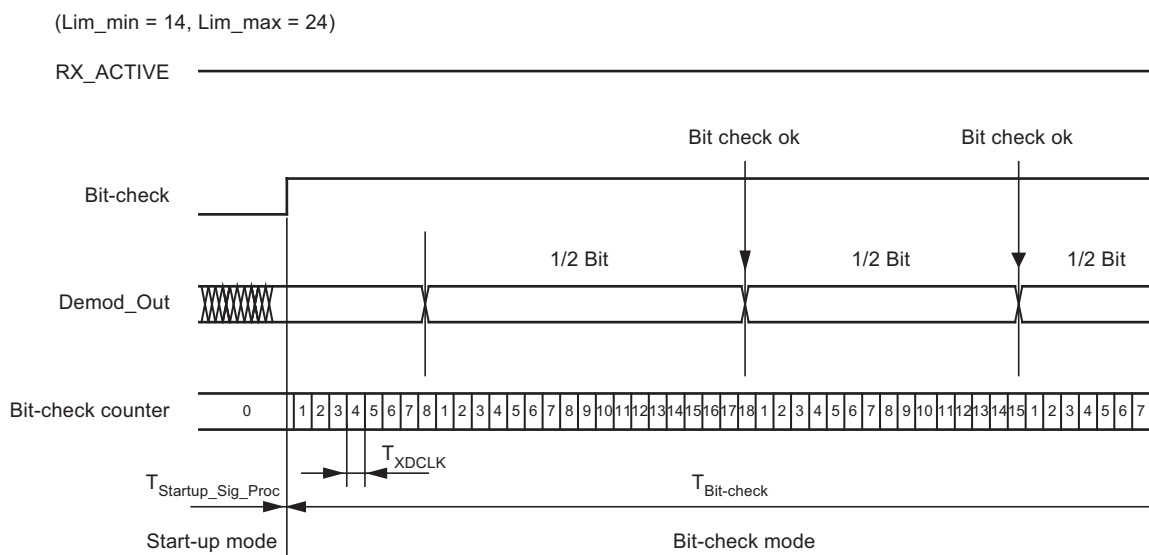 (Lim_min = 14, Lim_max = 24)
RX_ACTIVE
Bit check ok Bit check ok
Bit-check
1/2 Bit 1/2 Bit 1/2 Bit
Demod_Out
Bit-check counter 0 1 2 3 4 5 6 7 8 1 2 3 4 5 6 7 8 9 10 11 12 13 14 15 16 17 18 1 2 3 4 5 6 7 8 9 10 11 12 13 14 15 1 2 3 4 5 6 7
TXDCLK
TStartup_Sig_Proc TBit-check
Start-up mode Bit-check mode